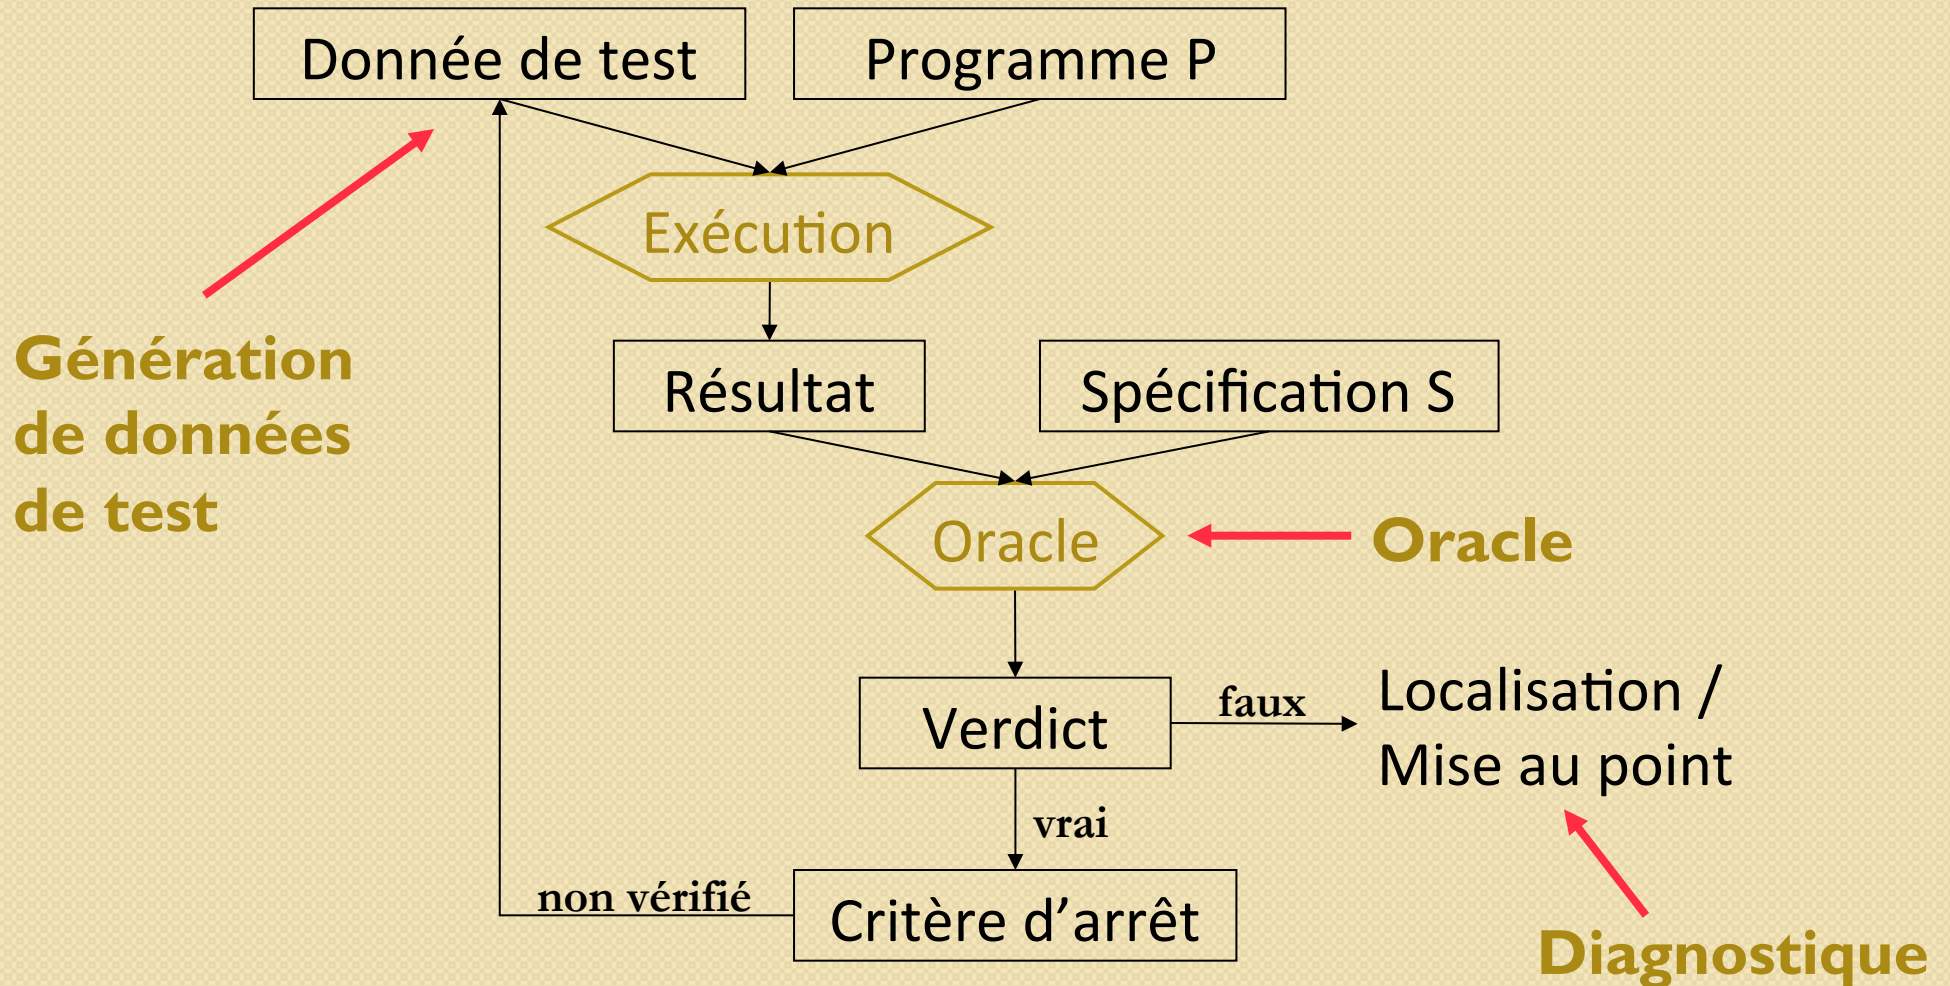 Donnée de test
Programme P
Exécution
Génération
de données
de test
Résultat
Spécification S
Oracle
Oracle
Verdict
faux
Localisation /
Mise au point
vrai
non vérifié
Critère d’arrêt
Diagnostique